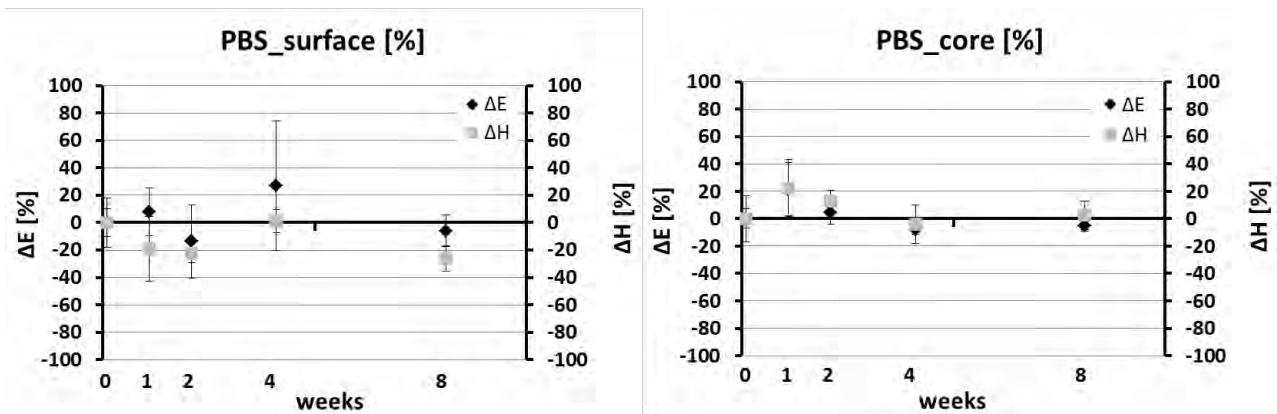 PBS_surface [%]
100 100
80 80
60 60
40 40
20 20
0 0
-20 -20
-40 -40
-60 -60
-80 -80
-100 -100
ΔE
ΔH
ΔE [%]
ΔH [%]
0 1 2 4 8
weeks
PBS_core [%]
100 100
80 80
60 60
40 40
20 20
0 0
-20 -20
-40 -40
-60 -60
-80 -80
-100 -100
ΔE
ΔH
ΔE [%]
ΔH [%]
0 1 2 4 8
weeks